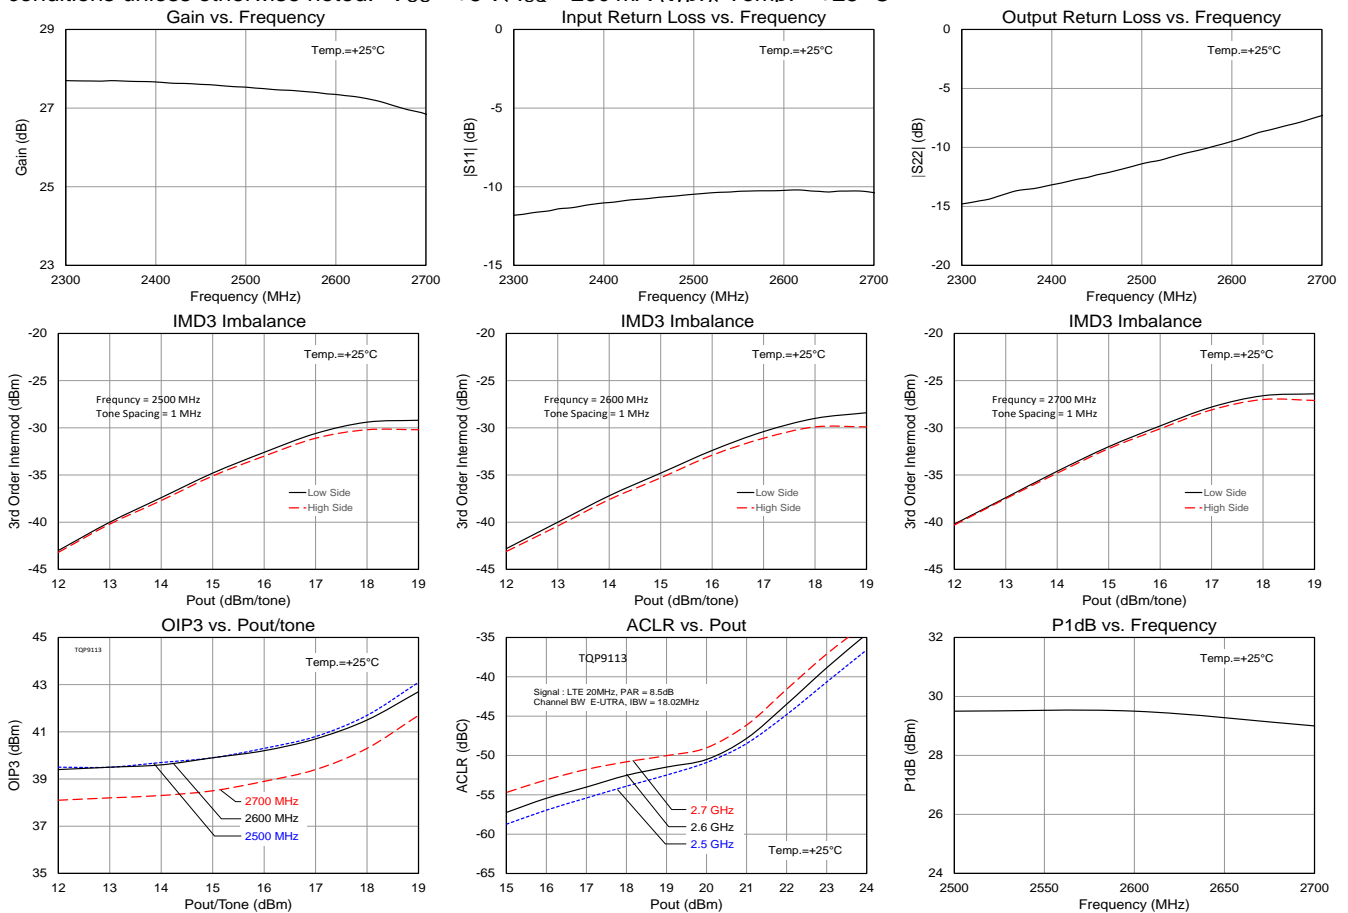 conditions unless otherwise noted.
Gain vs. Frequency
Temp.=+25°C
Gain (dB)
29
27
25
23
2300 2400 2500 2600 2700
Frequency (MHz)
Input Return Loss vs. Frequency
Temp.=+25°C
|S11| (dB)
0
-5
-10
-15
2300 2400 2500 2600 2700
Frequency (MHz)
Output Return Loss vs. Frequency
Temp.=+25°C
|S22| (dB)
0
-5
-10
-15
-20
2300 2400 2500 2600 2700
Frequency (MHz)
IMD3 Imbalance
Temp.=+25°C
Frequncy = 2500 MHz
Tone Spacing = 1 MHz
Low Side
High Side
3rd Order Intermod (dBm)
-20
-25
-30
-35
-40
-45
12 13 14 15 16 17 18 19
Pout (dBm/tone)
IMD3 Imbalance
Temp.=+25°C
Frequncy = 2600 MHz
Tone Spacing = 1 MHz
Low Side
High Side
3rd Order Intermod (dBm)
-20
-25
-30
-35
-40
-45
12 13 14 15 16 17 18 19
Pout (dBm/tone)
IMD3 Imbalance
Temp.=+25°C
Frequncy = 2700 MHz
Tone Spacing = 1 MHz
Low Side
High Side
3rd Order Intermod (dBm)
-20
-25
-30
-35
-40
-45
12 13 14 15 16 17 18 19
Pout (dBm/tone)
OIP3 vs. Pout/tone
TQP9113
Temp.=+25°C
2700 MHz
2600 MHz
2500 MHz
OIP3 (dBm)
45
43
41
39
37
35
12 13 14 15 16 17 18 19
Pout/Tone (dBm)
ACLR vs. Pout
TQP9113
Signal : LTE 20MHz, PAR = 8.5dB
Channel BW E-UTRA, IBW = 18.02MHz
2.7 GHz
2.6 GHz
2.5 GHz
Temp.=+25°C
ACLR (dBC)
-35
-40
-45
-50
-55
-60
-65
15 16 17 18 19 20 21 22 23 24
Pout (dBm)
P1dB vs. Frequency
Temp.=+25°C
P1dB (dBm)
32
30
28
26
24
2500 2550 2600 2650 2700
Frequency (MHz)